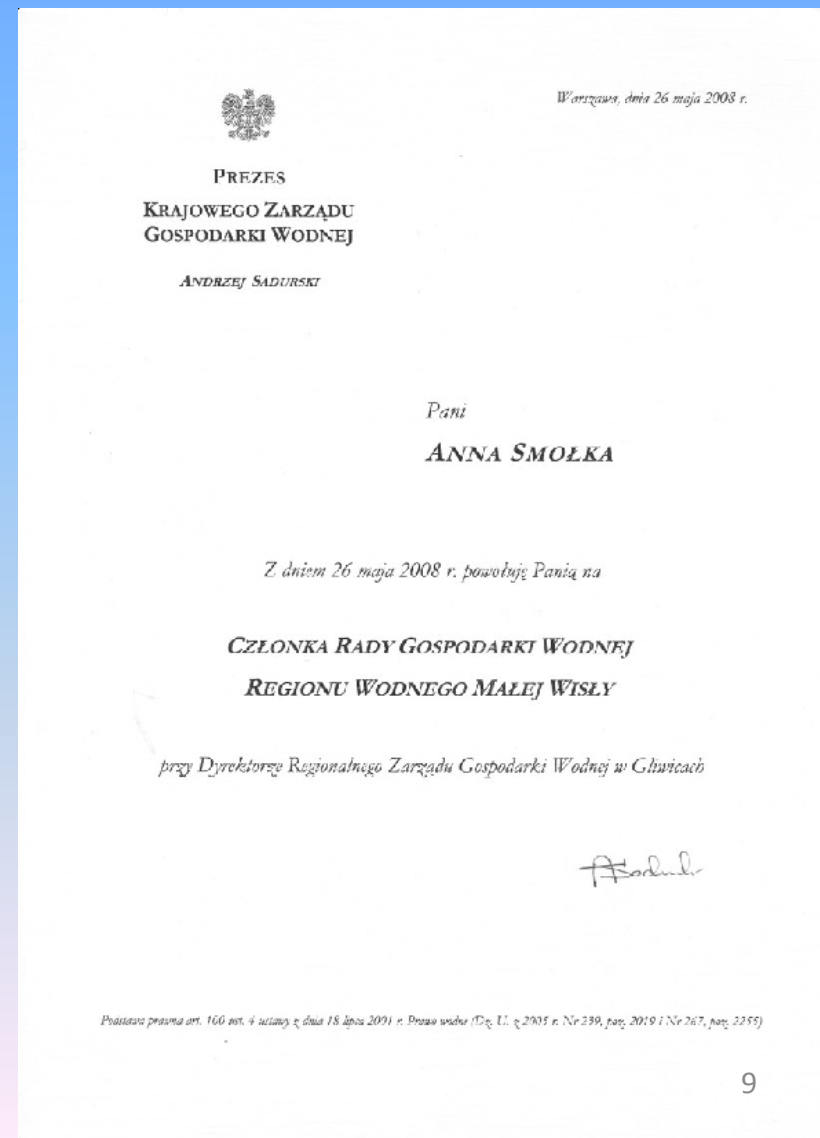 Warszawa, dnia 26 maja 2008 r.
PREZES
KRAJOWEGO ZARZĄDU
GOSPODARKI WODNEJ
ANDRZEJ SADURSKI
Pani
ANNA SMOŁKA
Z dniem 26 maja 2008 r. powołuję Panią na
CZŁONKA RADY GOSPODARKI WODNEJ
REGIONU WODNEGO MAŁEJ WISŁY
przy Dyrektorze Regionalnego Zarządu Gospodarki Wodnej w Gliwicach
Podstawa prawna art. 100 ust. 4 ustawy z dnia 18 lipca 2001 r. Prawo wodne (Dz. U. z 2005 r. Nr 239, poz. 2019 i Nr 267, poz. 2255)
9